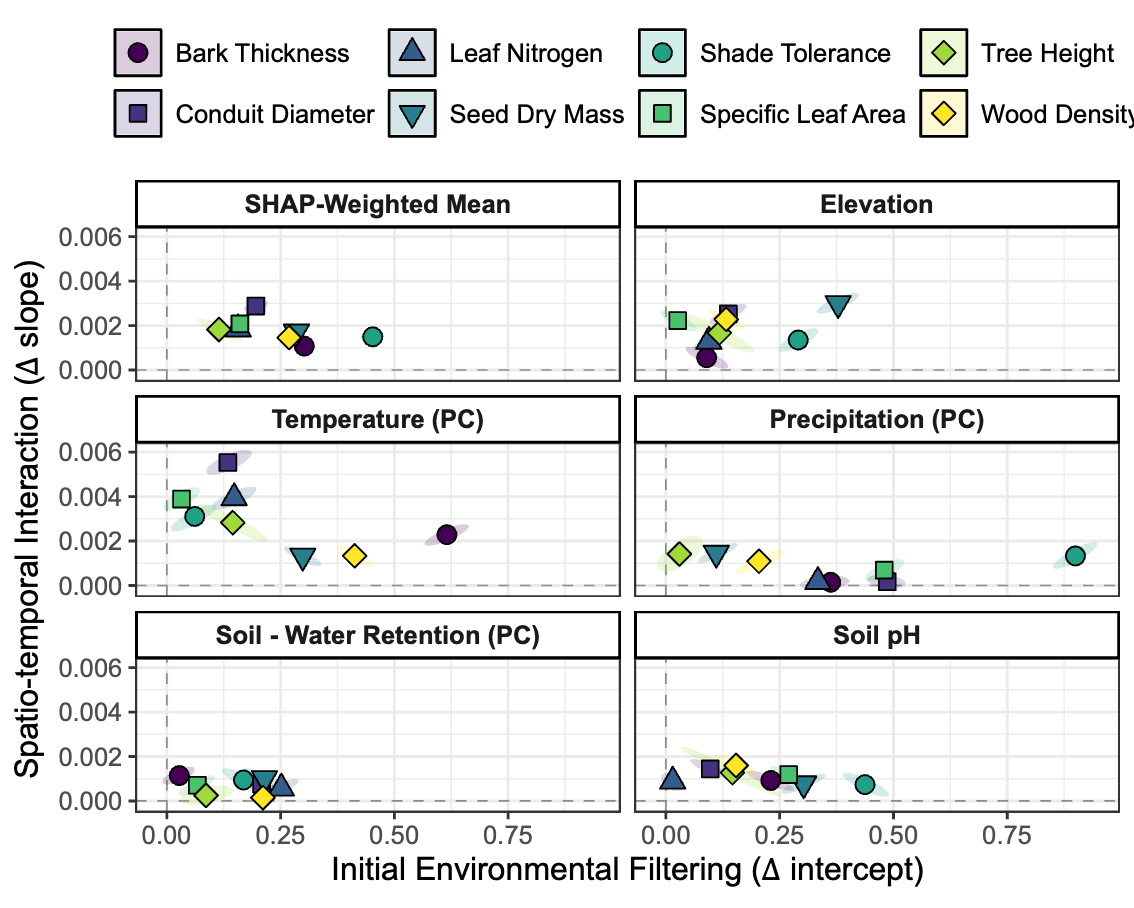 Bark Thickness Leaf Nitrogen Shade Tolerance Tree Height
Conduit Diameter Seed Dry Mass Specific Leaf Area Wood Density
SHAP-Weighted Mean Elevation
0.006
0.004
0.002
0.000
Temperature (PC) Precipitation (PC)
0.006
0.004
0.002
0.000
Soil - Water Retention (PC) Soil pH
0.006
0.004
0.002
0.000
0.00 0.25 0.50 0.75 0.00 0.25 0.50 0.75
Spatio-temporal Interaction (Δ slope)
Initial Environmental Filtering (Δ intercept)